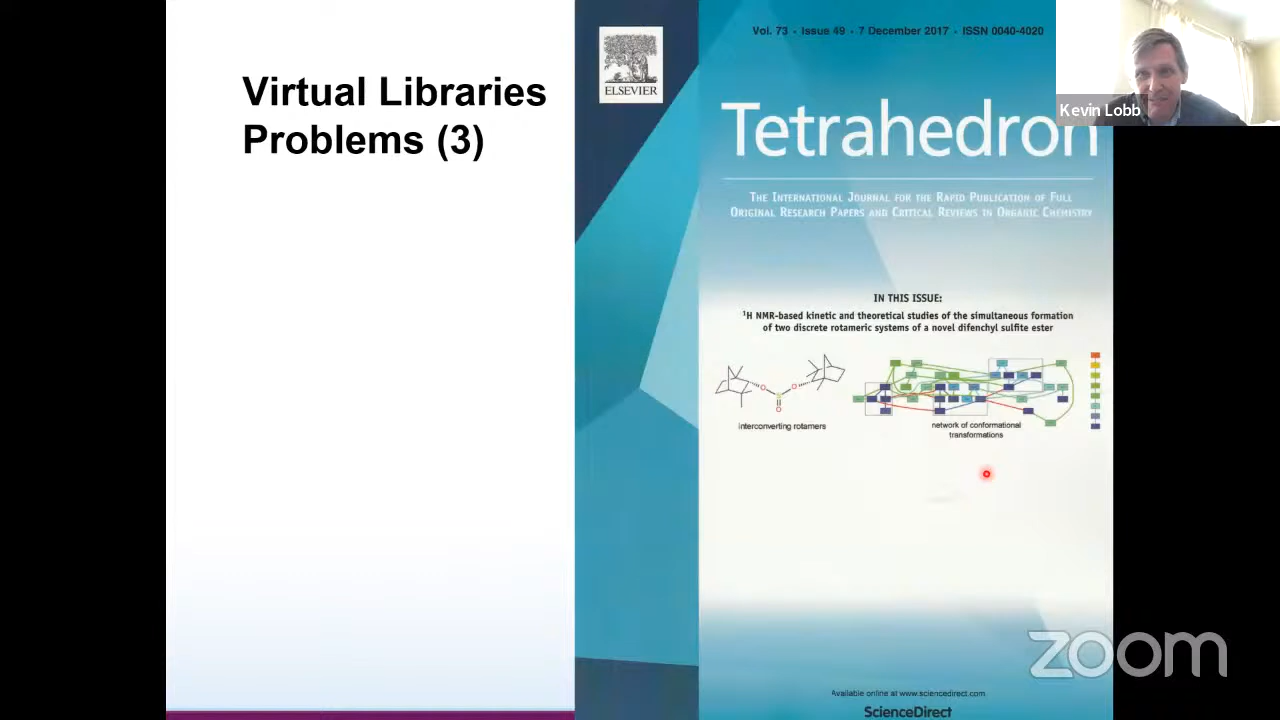 Virtual Libraries
Problems (3)
ELSEVIER
Vol. 73 · Issue 49 · 7 December 2017 · ISSN 0040-4020
Tetrahedron
THE INTERNATIONAL JOURNAL FOR THE RAPID PUBLICATION OF FULL
ORIGINAL RESEARCH PAPERS AND CRITICAL REVIEWS IN ORGANIC CHEMISTRY
Kevin Lobb
IN THIS ISSUE:
¹H NMR-based kinetic and theoretical studies of the simultaneous formation
of two discrete rotameric systems of a novel difenchyl sulfite ester
O
S
O
O
interconverting rotamers
network of conformational
transformations
zoom
Available online at www.sciencedirect.com
ScienceDirect